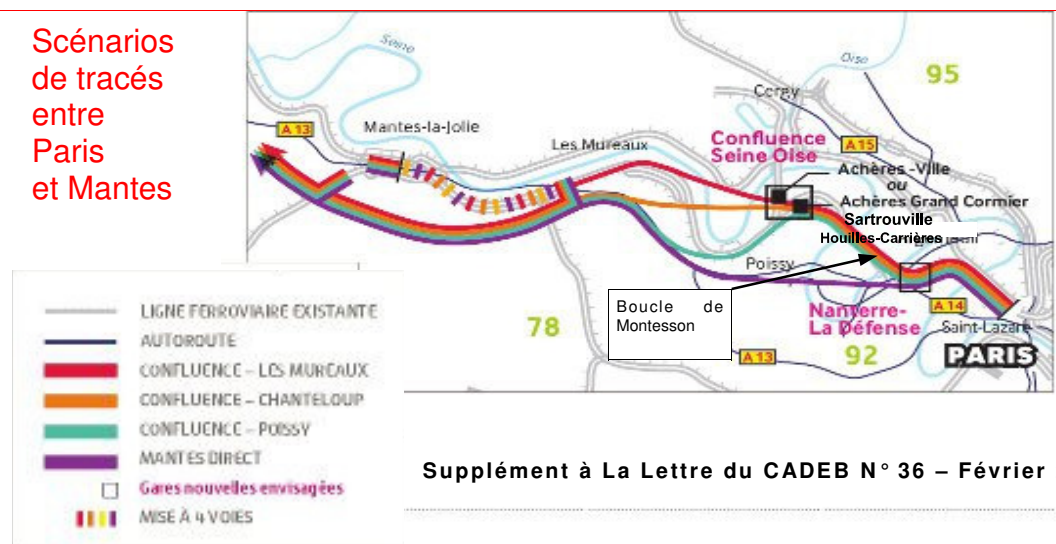 Scénarios
de tracés
entre
Paris
et Mantes
Seine
Oise
95
Cergy
A 13
Mantes-la-Jolie
Les Mureaux
Confluence
Seine Oise
A 15
Achères -Ville
ou
Achères Grand Cormier
Sartrouville
Houilles-Carrières
Poissy
Boucle de
Montesson
78
Nanterre-
La Défense
A 14
Saint-Lazare
A 13
92
PARIS
LIGNE FERROVIAIRE EXISTANTE
AUTOROUTE
CONFLUENCE – LES MUREAUX
CONFLUENCE – CHANTELOUP
CONFLUENCE – POISSY
MANTES DIRECT
Gares nouvelles envisagées
MISE À 4 VOIES
Supplément à La Lettre du CADEB N° 36 – Février